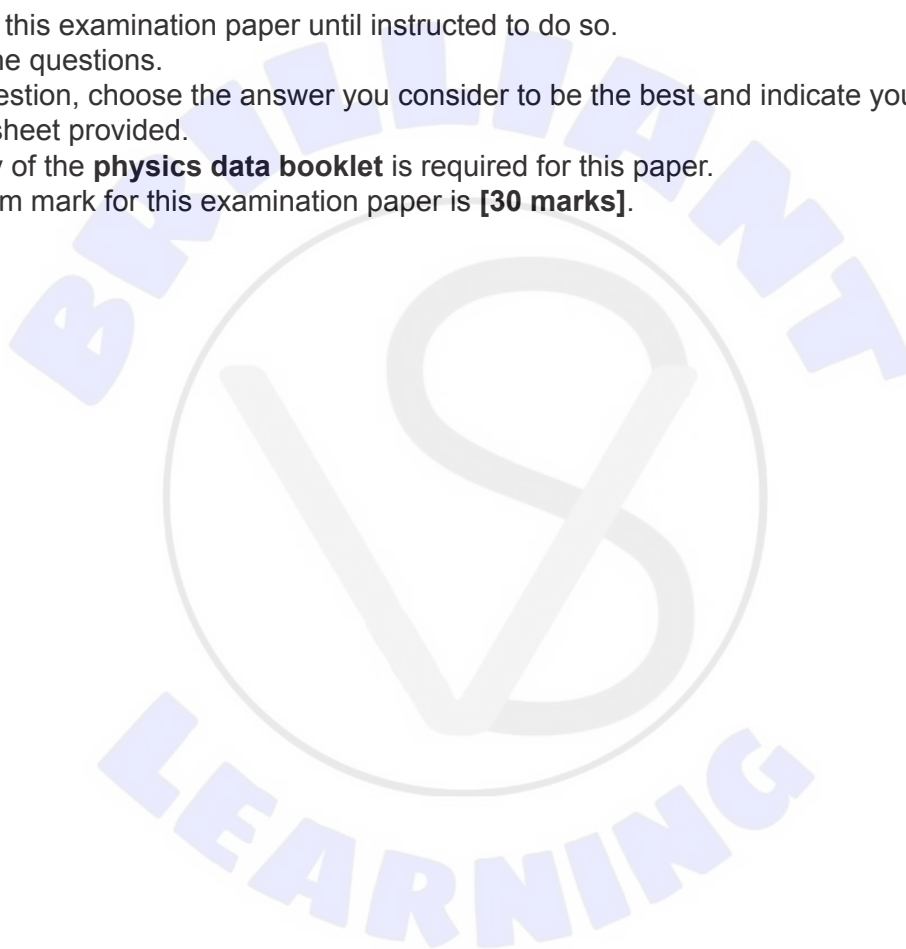 this examination paper until instructed to do so.
ne questions.
estion, choose the answer you consider to be the best and indicate you
sheet provided.
y of the physics data booklet is required for this paper.
m mark for this examination paper is [30 marks].
BRILLIANT
VS
LEARNING